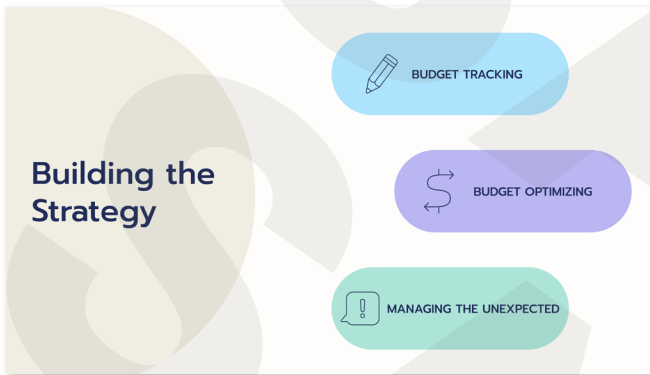 Building the
Strategy
BUDGET TRACKING
BUDGET OPTIMIZING
MANAGING THE UNEXPECTED